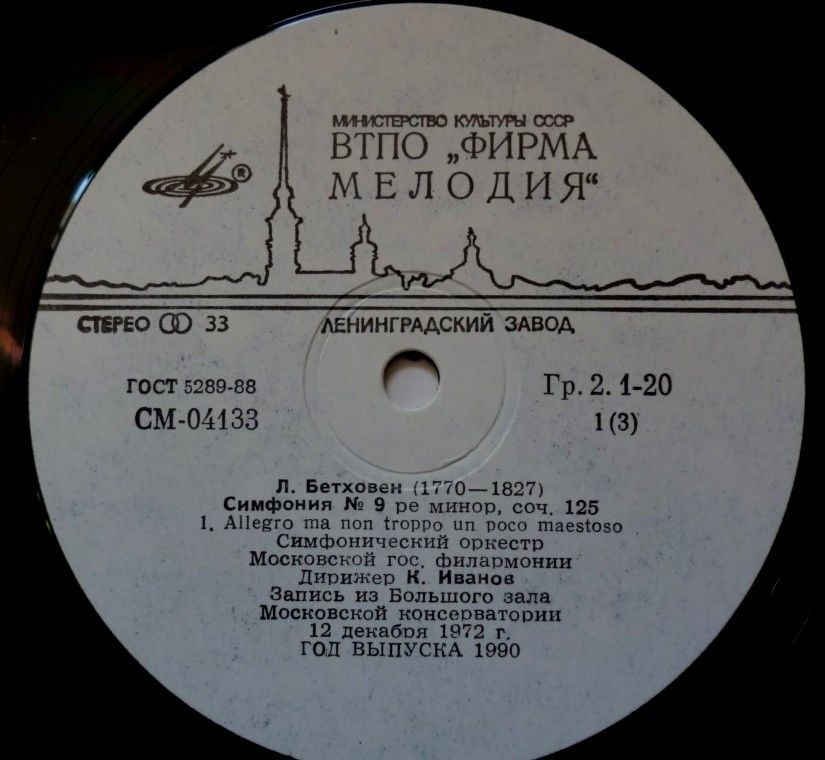 МИНИСТЕРСТВО КУЛЬТУРЫ СССР
ВТПО „ФИРМА
МЕЛОДИЯ“
®
СТЕРЕО 33
ЛЕНИНГРАДСКИЙ ЗАВОД
ГОСТ 5289-88
Гр. 2. 1-20
СМ-04133
1 (3)
Л. Бетховен (1770—1827)
Симфония № 9 ре минор, соч. 125
1. Allegro ma non troppo un poco maestoso
Симфонический оркестр
Московской гос. филармонии
Дирижер К. Иванов
Запись из Большого зала
Московской консерватории
12 декабря 1972 г.
ГОД ВЫПУСКА 1990